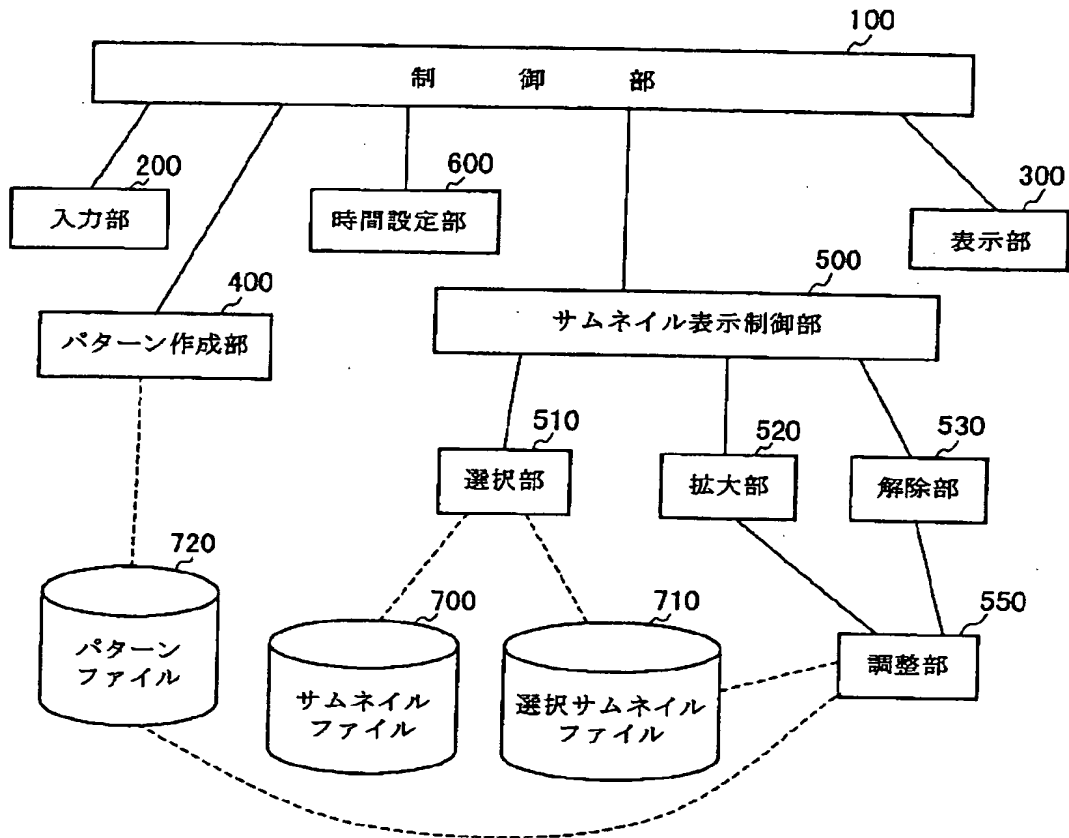 100
制御部
200
入力部
600
時間設定部
300
表示部
400
パターン作成部
500
サムネイル表示制御部
510
選択部
520
拡大部
530
解除部
720
パターン
ファイル
700
サムネイル
ファイル
710
選択サムネイル
ファイル
550
調整部